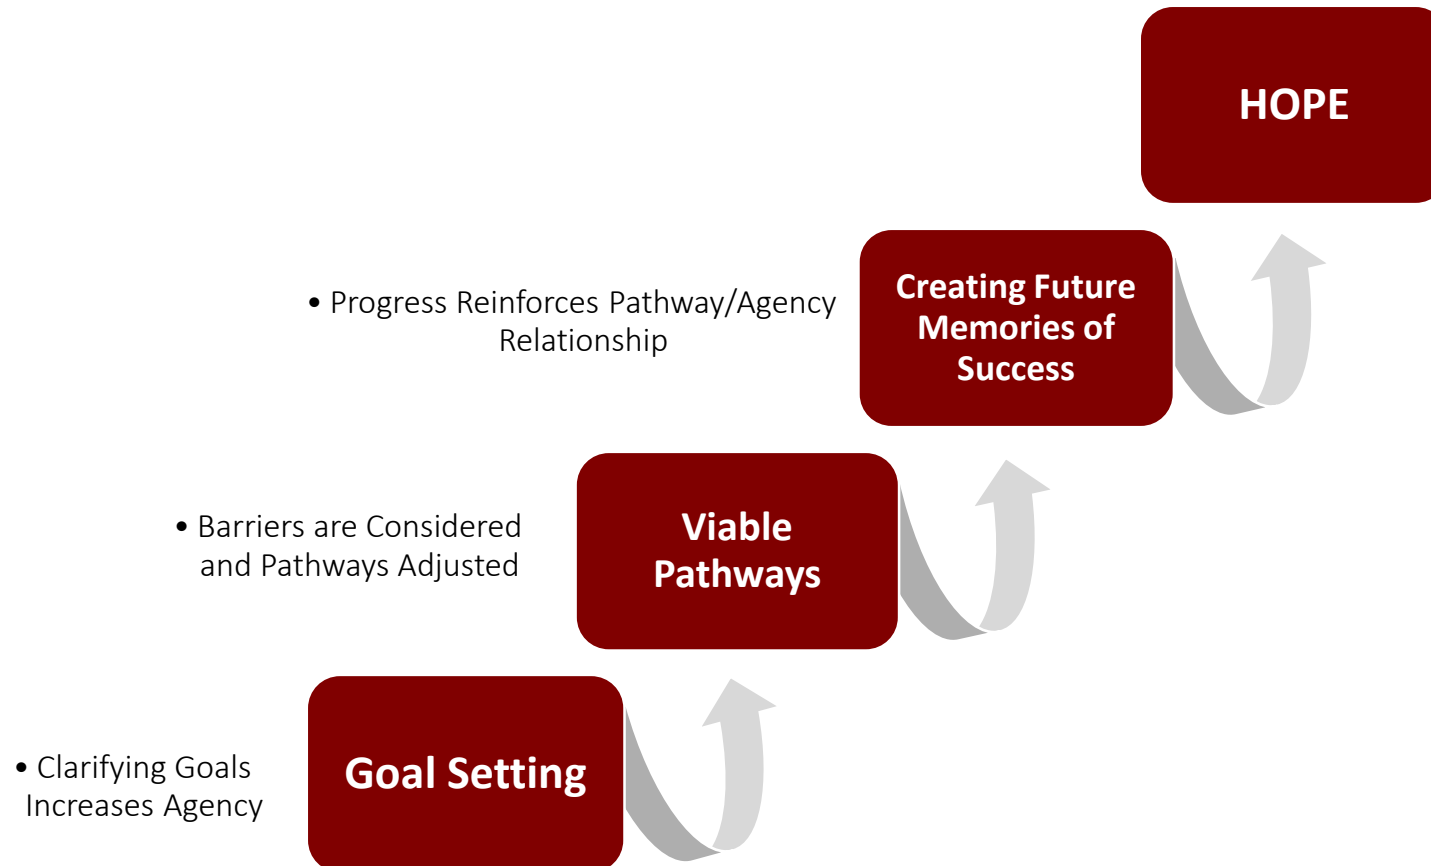 HOPE
Creating Future
Memories of
Success
• Progress Reinforces Pathway/Agency
Relationship
Viable
Pathways
• Barriers are Considered
and Pathways Adjusted
Goal Setting
• Clarifying Goals
Increases Agency